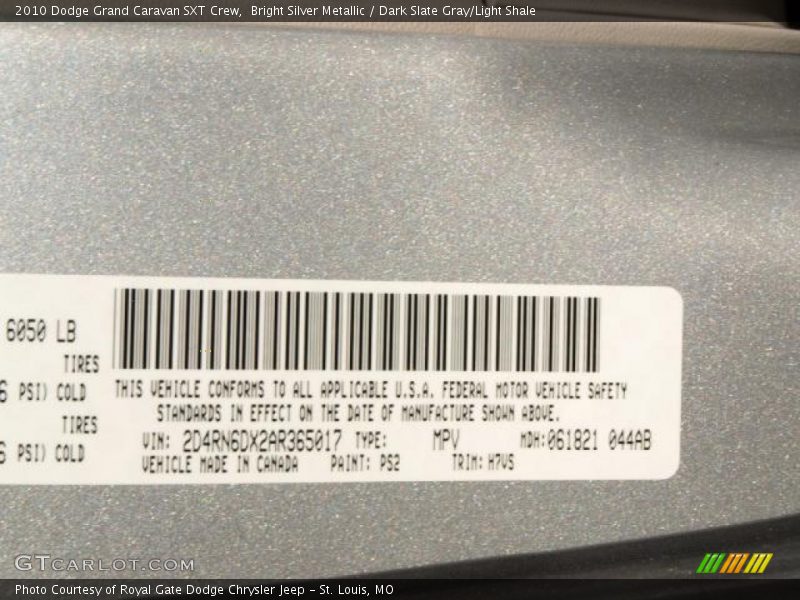 2010 Dodge Grand Caravan SXT Crew,  Bright Silver Metallic / Dark Slate Gray/Light Shale
6050 LB
TIRES
6 PSI) COLD
TIRES
6 PSI) COLD
THIS VEHICLE CONFORMS TO ALL APPLICABLE U.S.A. FEDERAL MOTOR VEHICLE SAFETY
STANDARDS IN EFFECT ON THE DATE OF MANUFACTURE SHOWN ABOVE.
VIN: 2D4RN6DX2AR365017 TYPE: MPV MDH:061821 044AB
VEHICLE MADE IN CANADA PAINT: PS2 TRIM: H7VS
GTCARLOT.COM
Photo Courtesy of Royal Gate Dodge Chrysler Jeep – St. Louis, MO